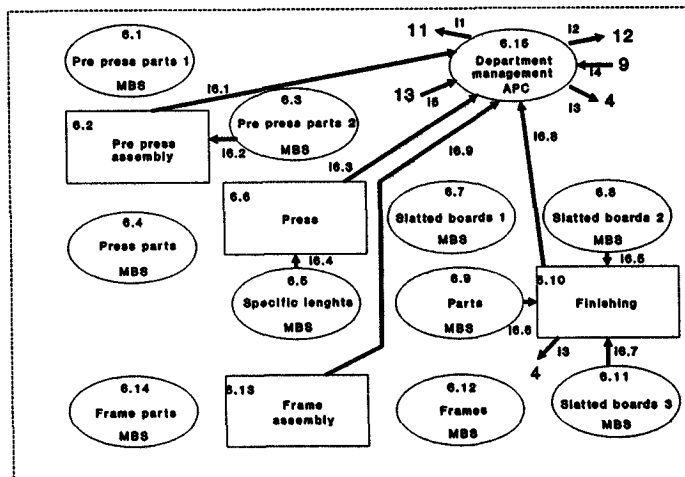 6.1
Pre press parts 1
MBS
I6.1
6.2
Pre press
assembly
6.3
Pre press parts 2
MBS
I6.2
11
I1
6.15
Department
management
APC
I2
12
9
I4
4
I3
13
I5
I6.3
I6.9
I6.8
6.4
Press parts
MBS
6.6
Press
I6.4
6.5
Specific lenghts
MBS
6.7
Slatted boards 1
MBS
6.8
Slatted boards 2
MBS
I6.5
6.9
Parts
MBS
I6.6
6.10
Finishing
I3
4
I6.7
6.11
Slatted boards 3
MBS
6.14
Frame parts
MBS
6.13
Frame
assembly
6.12
Frames
MBS